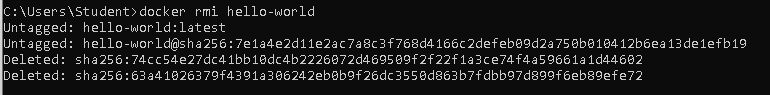 C:\Users\Student>docker rmi hello-world
Untagged: hello-world:latest
Untagged: hello-world@sha256:7e1a4e2d11e2ac7a8c3f768d4166c2defeb09d2a750b010412b6ea13de1efb19
Deleted: sha256:74cc54e27dc41bb10dc4b2226072d469509f2f22f1a3ce74f4a59661a1d44602
Deleted: sha256:63a41026379f4391a306242eb0b9f26dc3550d863b7fdbb97d899f6eb89efe72